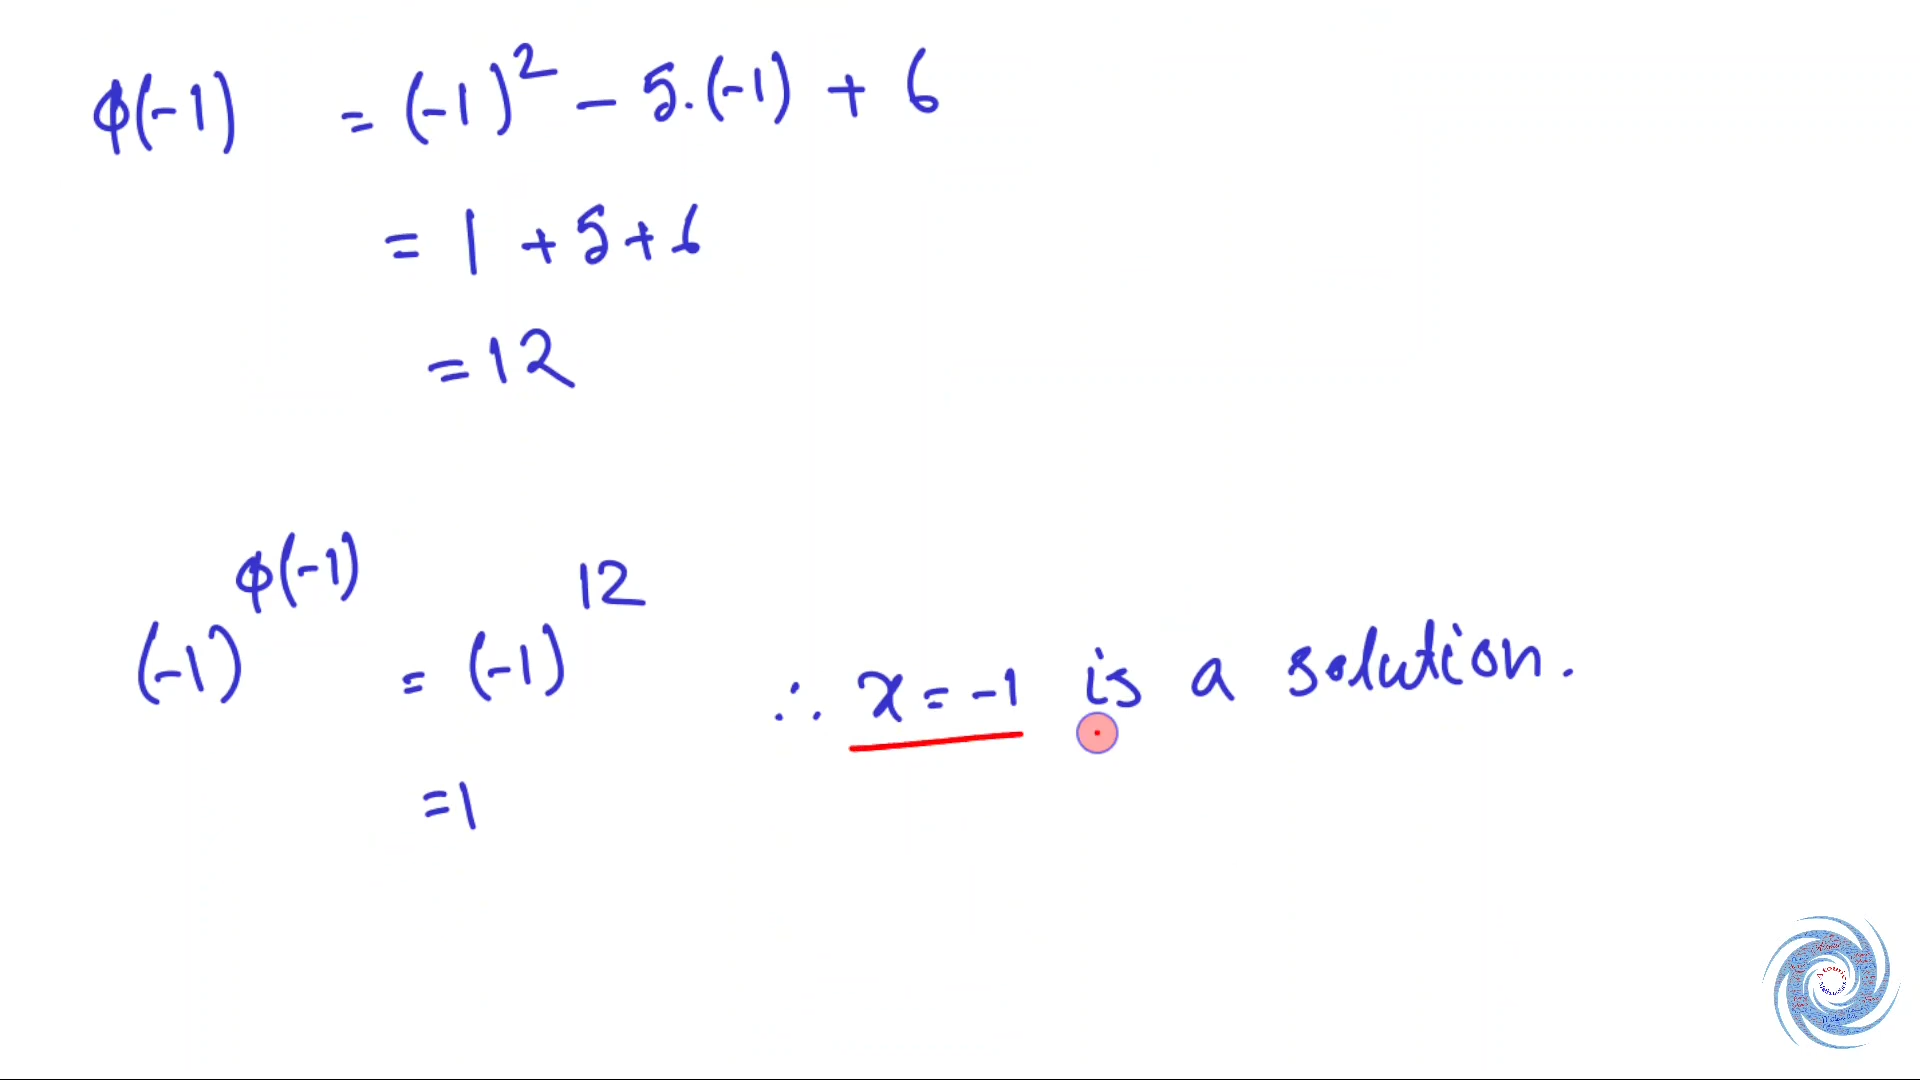 ϕ(-1) = (-1)² - 5.(-1) + 6
= 1 + 5 + 6
= 12
(-1)^ϕ(-1) = (-1)^12 ∴ x = -1 is a solution.
= 1